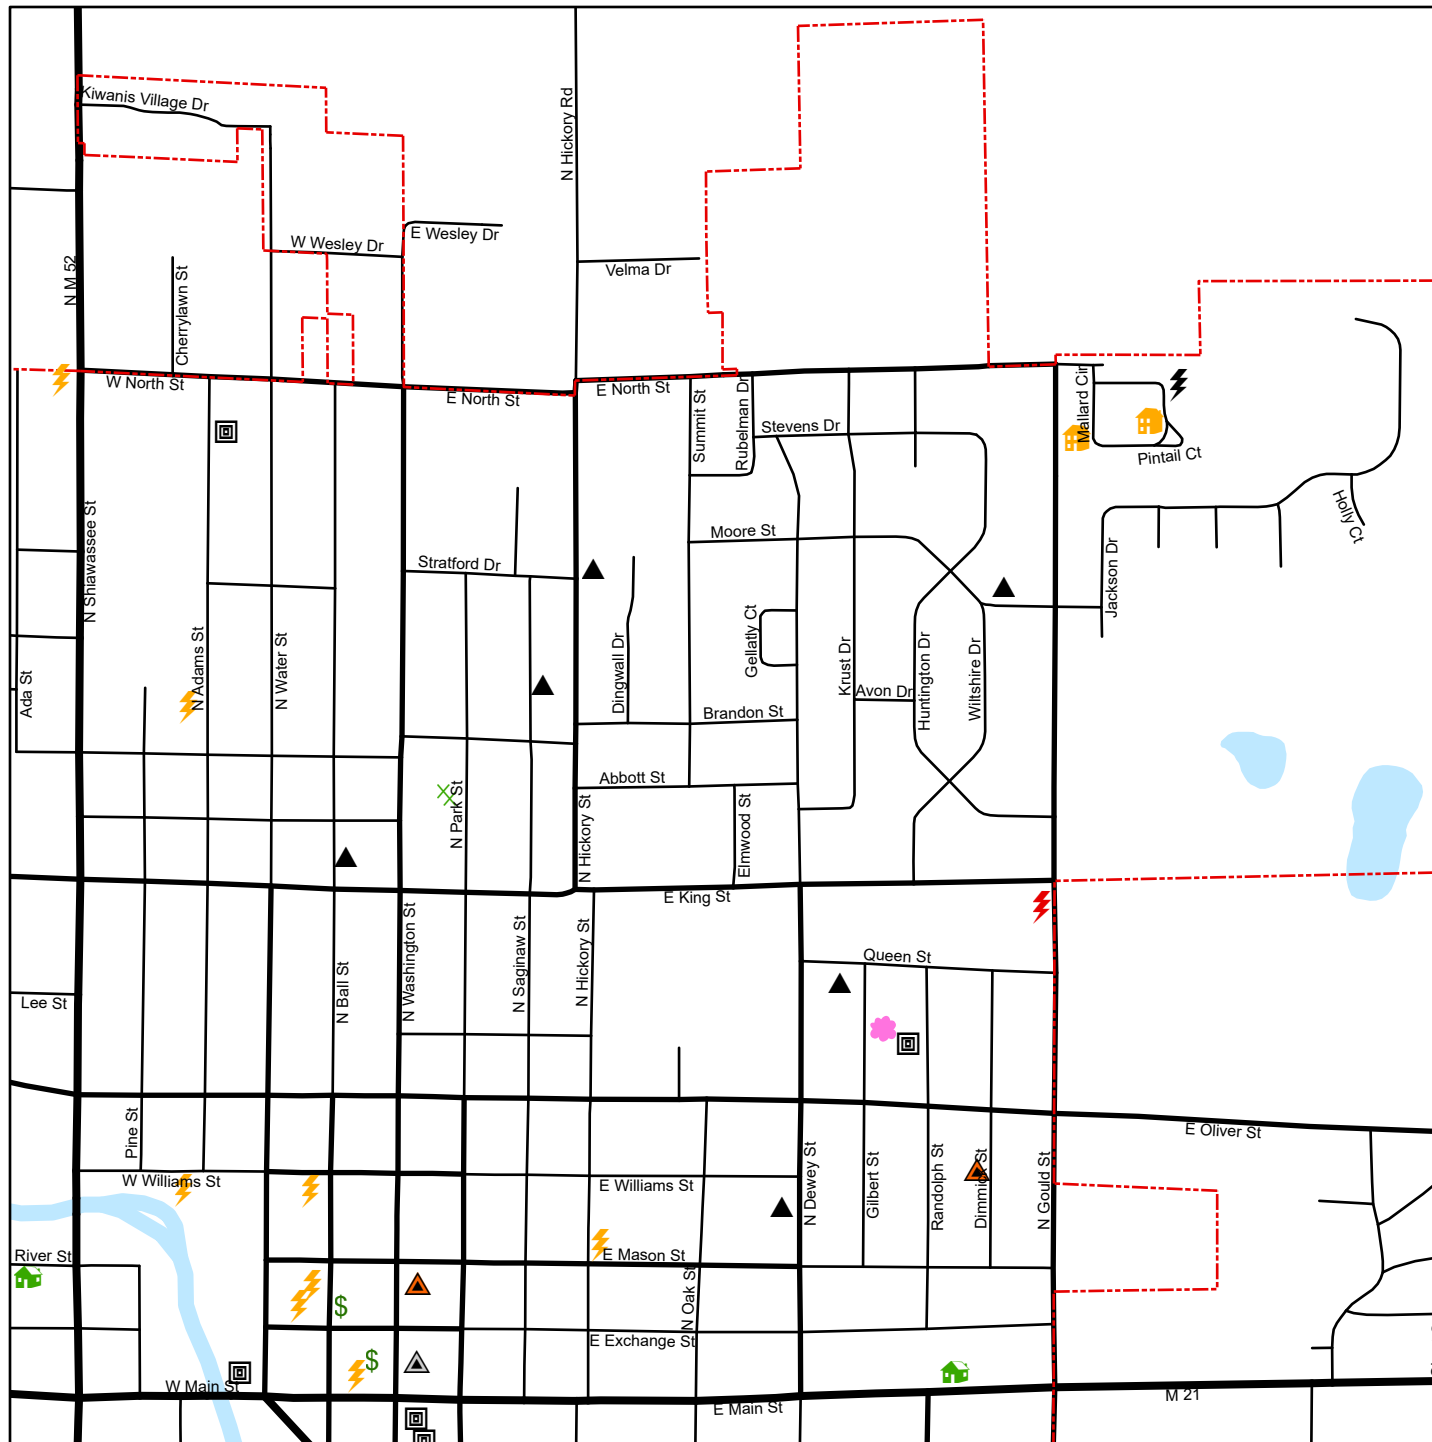 Kiwanis Village Dr
N Hickory Rd
W Wesley Dr
E Wesley Dr
Velma Dr
N M 52
Cherrylawn St
W North St
E North St
E North St
Summit St
Rubelman Dr
Stevens Dr
Mallard Cir
Pintail Ct
Holly Ct
Moore St
Stratford Dr
N Shiawassee St
Jackson Dr
Gellatly Ct
Dingwall Dr
Krust Dr
Huntington Dr
Wiltshire Dr
N Adams St
N Water St
Ada St
Avon Dr
Brandon St
Abbott St
N Park St
N Hickory St
Elmwood St
E King St
N Ball St
N Washington St
N Saginaw St
N Hickory St
Queen St
Lee St
Pine St
E Oliver St
W Williams St
E Williams St
N Dewey St
Gilbert St
Randolph St
Dimmick St
N Gould St
River St
E Mason St
N Oak St
$
E Exchange St
$
W Main St
E Main St
M 21